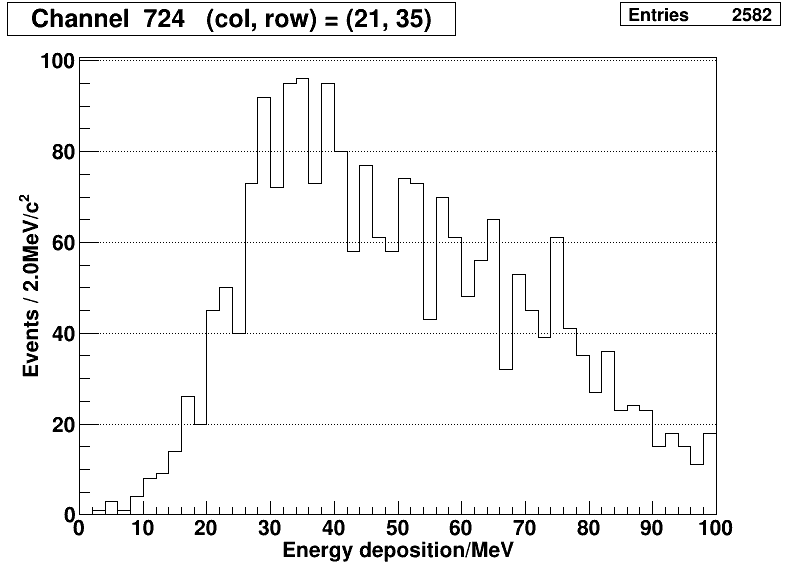 Channel 724 (col, row) = (21, 35)
Entries 2582
Events / 2.0MeV/c²
100
80
60
40
20
0
0 10 20 30 40 50 60 70 80 90 100
Energy deposition/MeV